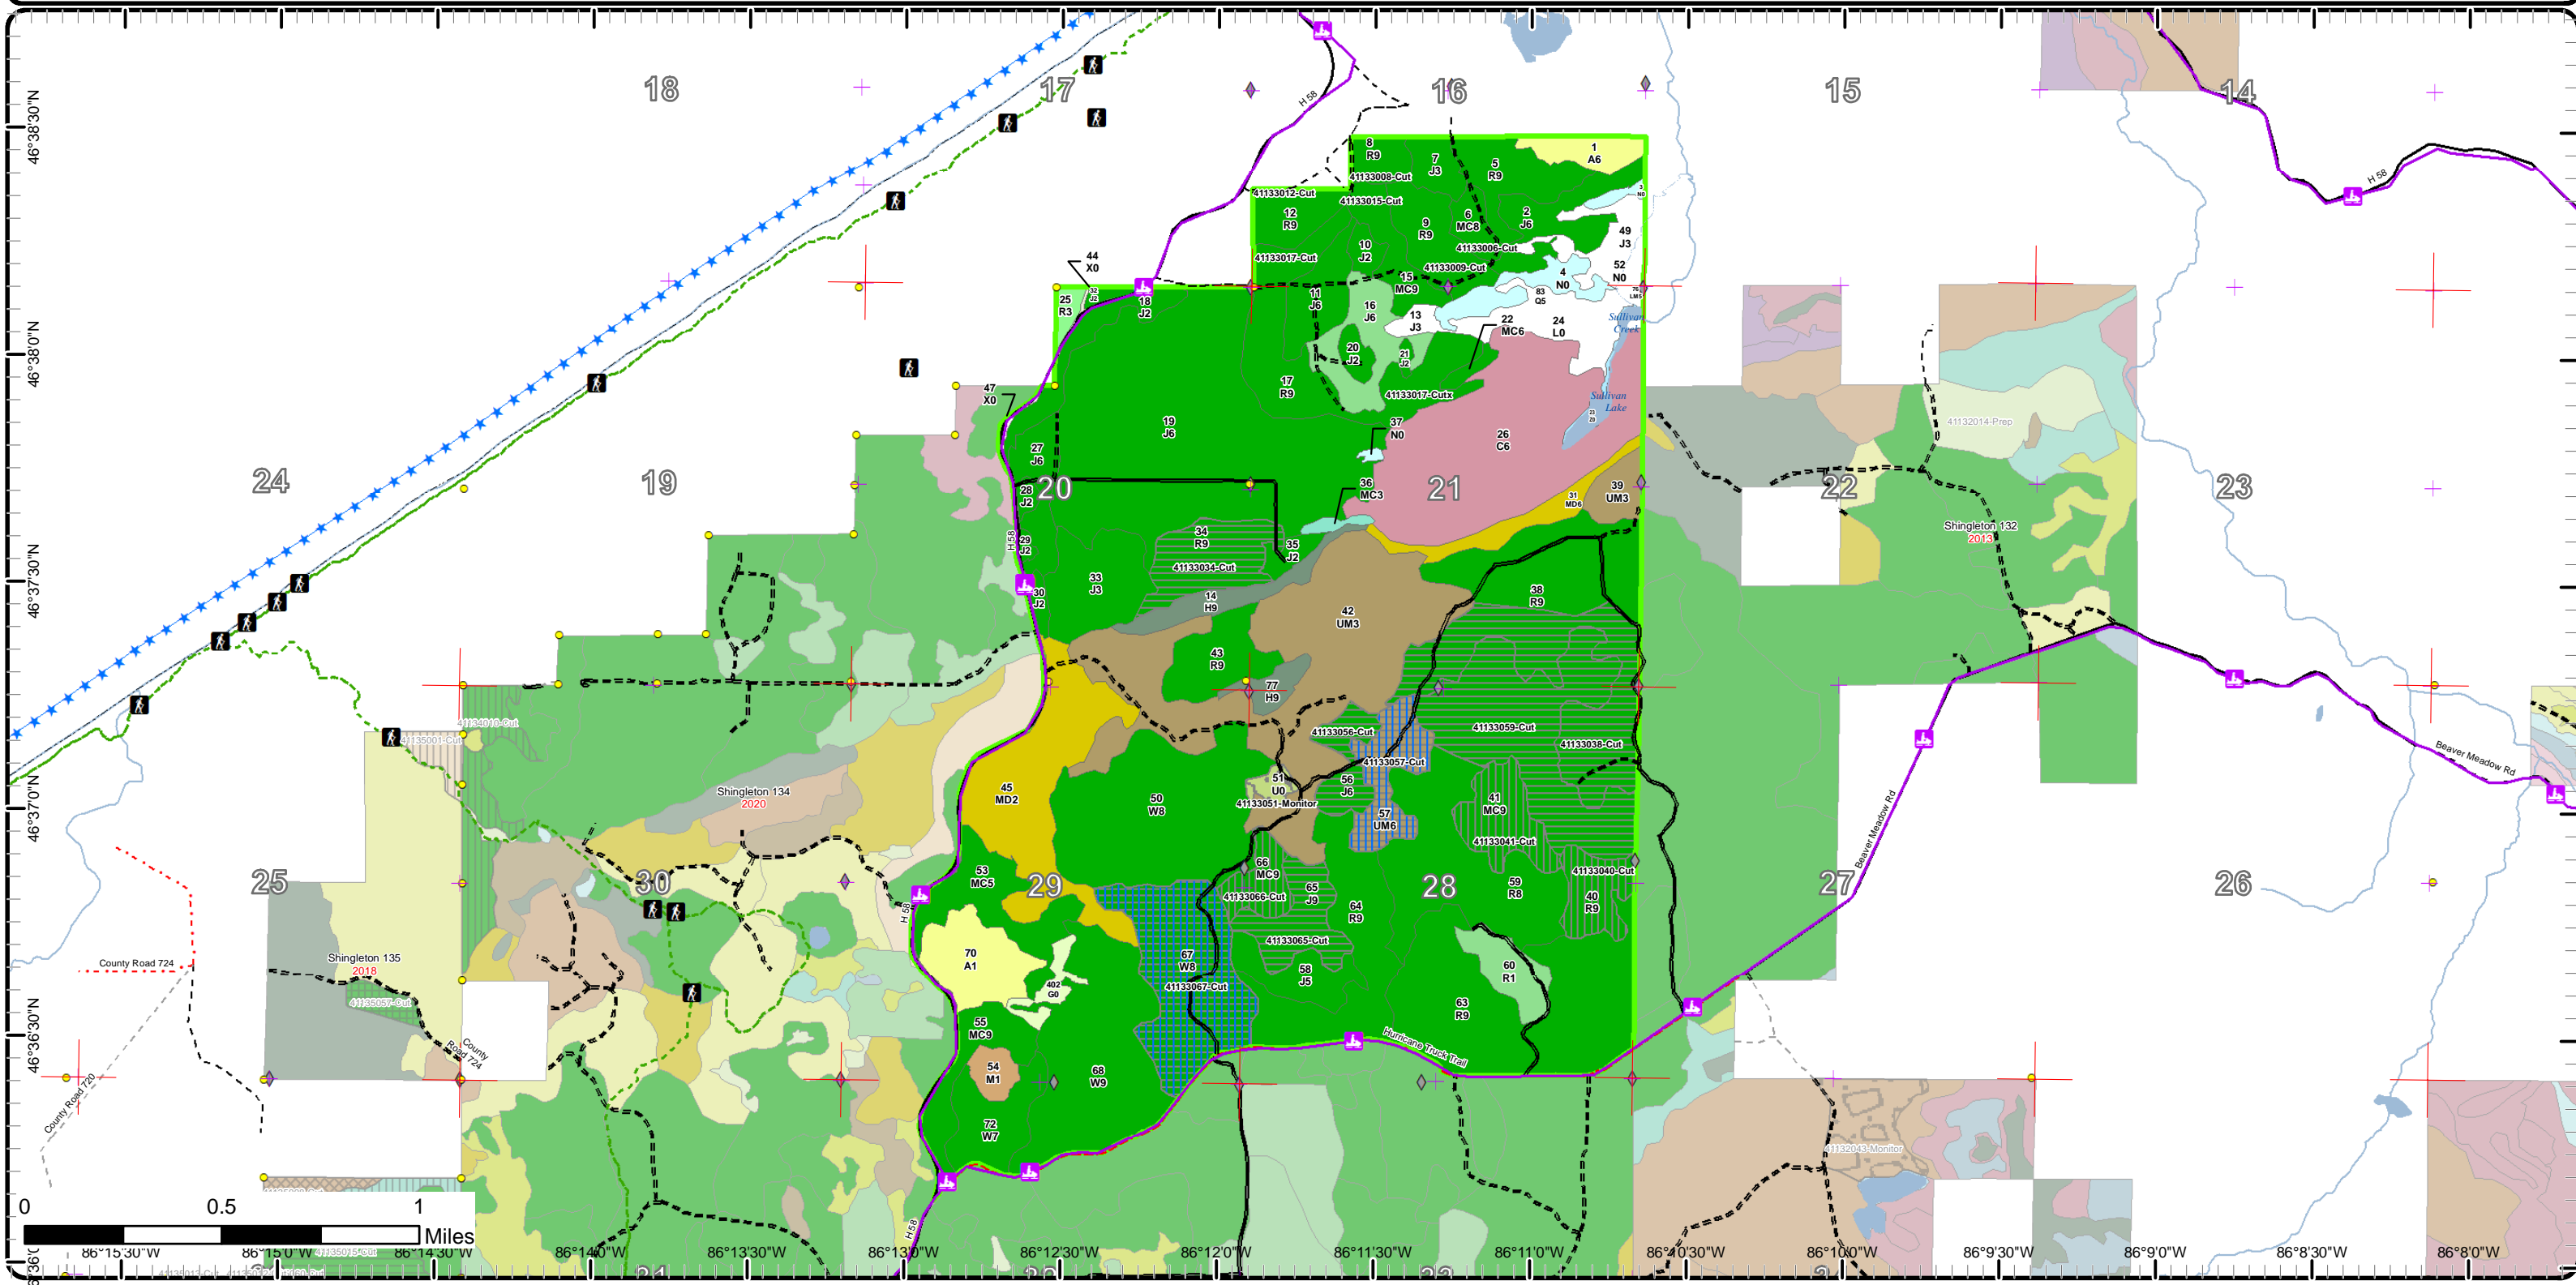 18
17
16
15
14
H 58
H 58
46°38'30"N
8
R9
7
J3
5
R9
1
A6
41133008-Cut
41133012-Cut
41133015-Cut
3
N0
12
R9
9
R9
6
MC8
2
J6
49
J3
10
J2
41133006-Cut
41133017-Cut
41133009-Cut
44
X0
52
N0
4
N0
15
MC9
32
J2
25
R3
18
J2
11
J6
16
J6
83
Q5
13
J3
22
MC6
24
L0
Sullivan
Creek
46°38'0"N
20
J2
21
J2
17
R9
41133017-Cutx
47
X0
Sullivan
Lake
23
19
J6
37
N0
26
C6
41132014-Prep
27
J6
24
19
20
21
22
23
28
J2
36
MC3
31
MD6
39
UM3
Shingleton 132
2013
34
R9
H 58
29
J2
35
J2
41133034-Cut
46°37'30"N
33
J3
30
J2
14
H9
38
R9
42
UM3
43
R9
77
H9
41134010-Cut
41135001-Cut
41133056-Cut
41133059-Cut
41133038-Cut
41133057-Cut
Beaver Meadow Rd
Shingleton 134
2020
45
MD2
50
W8
51
U0
56
J6
41133051-Monitor
41
MC9
57
UM6
46°37'0"N
41133041-Cut
Beaver Meadow Rd
25
30
29
28
27
26
53
MC5
66
MC9
65
J9
59
R8
41133040-Cut
40
R9
41133066-Cut
64
R9
H 58
41133065-Cut
County Road 724
Shingleton 135
2018
70
A1
67
W8
58
J5
60
R1
402
G0
41133067-Cut
41135057-Cut
63
R9
46°36'30"N
55
MC9
Hurricane Truck Trail
County
Road 724
54
M1
68
W9
County Road 720
72
W7
41132043-Monitor
0 0.5 1
Miles
H 58
86°15'30"W
86°15'0"W
86°14'30"W
86°14'0"W
86°13'30"W
86°13'0"W
86°12'30"W
86°12'0"W
86°11'30"W
86°11'0"W
86°10'30"W
86°10'0"W
86°9'30"W
86°9'0"W
86°8'30"W
86°8'0"W
41135015-Cut